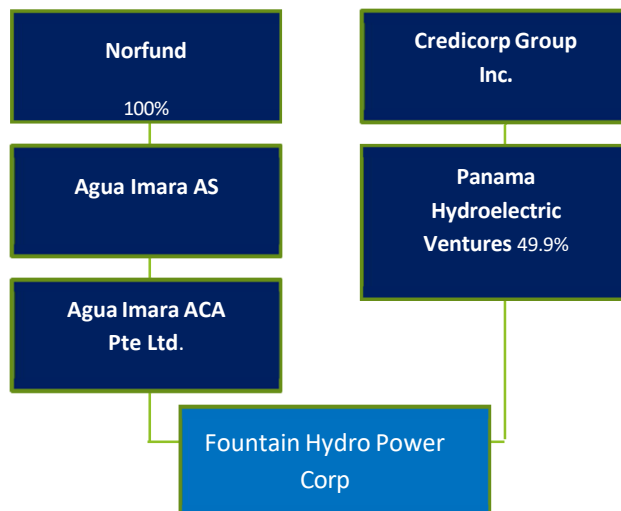 Norfund
100%
Agua Imara AS
Agua Imara ACA
Pte Ltd.
Credicorp Group
Inc.
Panama
Hydroelectric
Ventures 49.9%
Fountain Hydro Power
Corp